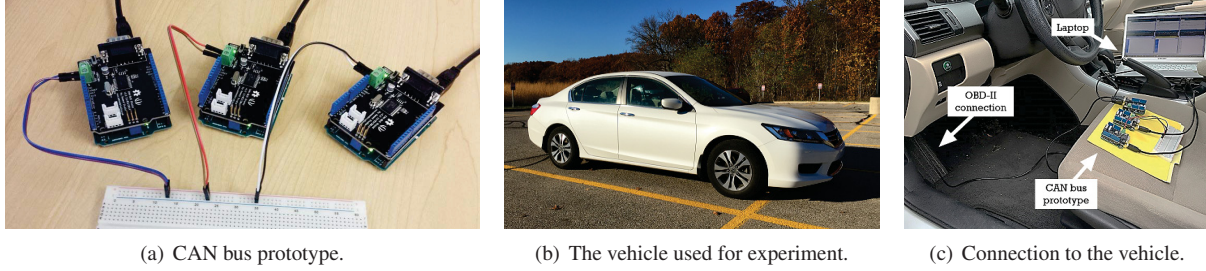 Laptop
OBD-II
connection
CAN bus
prototype
(a) CAN bus prototype.
(b) The vehicle used for experiment.
(c) Connection to the vehicle.